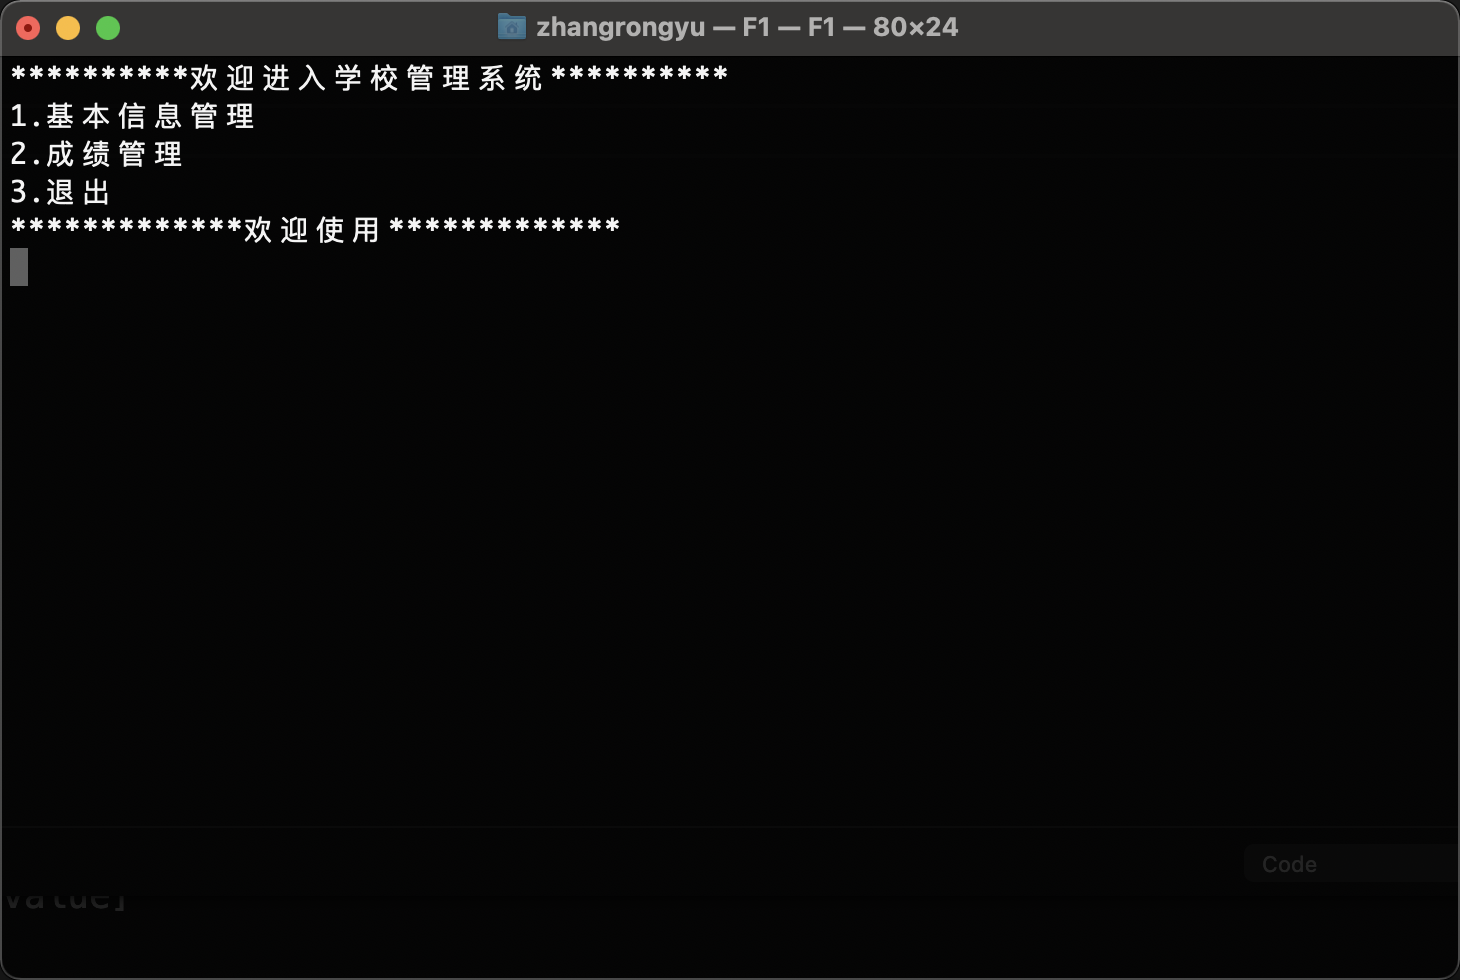 zhangrongyu — F1 — F1 — 80×24
**********欢迎进入学校管理系统**********
1.基本信息管理
2.成绩管理
3.退出
*************欢迎使用*************
Code
value]